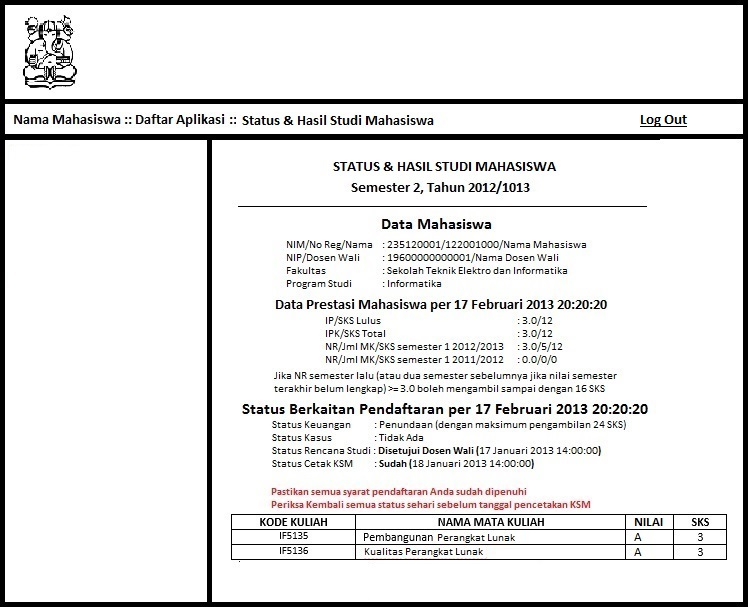 Nama Mahasiswa :: Daftar Aplikasi :: Status & Hasil Studi Mahasiswa Log Out
STATUS & HASIL STUDI MAHASISWA
Semester 2, Tahun 2012/1013
Data Mahasiswa
NIM/No Reg/Nama : 235120001/122001000/Nama Mahasiswa
NIP/Dosen Wali : 19600000000001/Nama Dosen Wali
Fakultas : Sekolah Teknik Elektro dan Informatika
Program Studi : Informatika
Data Prestasi Mahasiswa per 17 Februari 2013 20:20:20
IP/SKS Lulus : 3.0/12
IPK/SKS Total : 3.0/12
NR/Jml MK/SKS semester 1 2012/2013 : 3.0/5/12
NR/Jml MK/SKS semester 1 2011/2012 : 0.0/0/0
Jika NR semester lalu (atau dua semester sebelumnya jika nilai semester
terakhir belum lengkap) >= 3.0 boleh mengambil sampai dengan 16 SKS
Status Berkaitan Pendaftaran per 17 Februari 2013 20:20:20
Status Keuangan : Penundaan (dengan maksimum pengambilan 24 SKS)
Status Kasus : Tidak Ada
Status Rencana Studi : Disetujui Dosen Wali (17 Januari 2013 14:00:00)
Status Cetak KSM : Sudah (18 Januari 2013 14:00:00)
Pastikan semua syarat pendaftaran Anda sudah dipenuhi
Periksa Kembali semua status sehari sebelum tanggal pencetakan KSM
KODE KULIAH NAMA MATA KULIAH NILAI SKS
IF5135 Pembangunan Perangkat Lunak A 3
IF5136 Kualitas Perangkat Lunak A 3